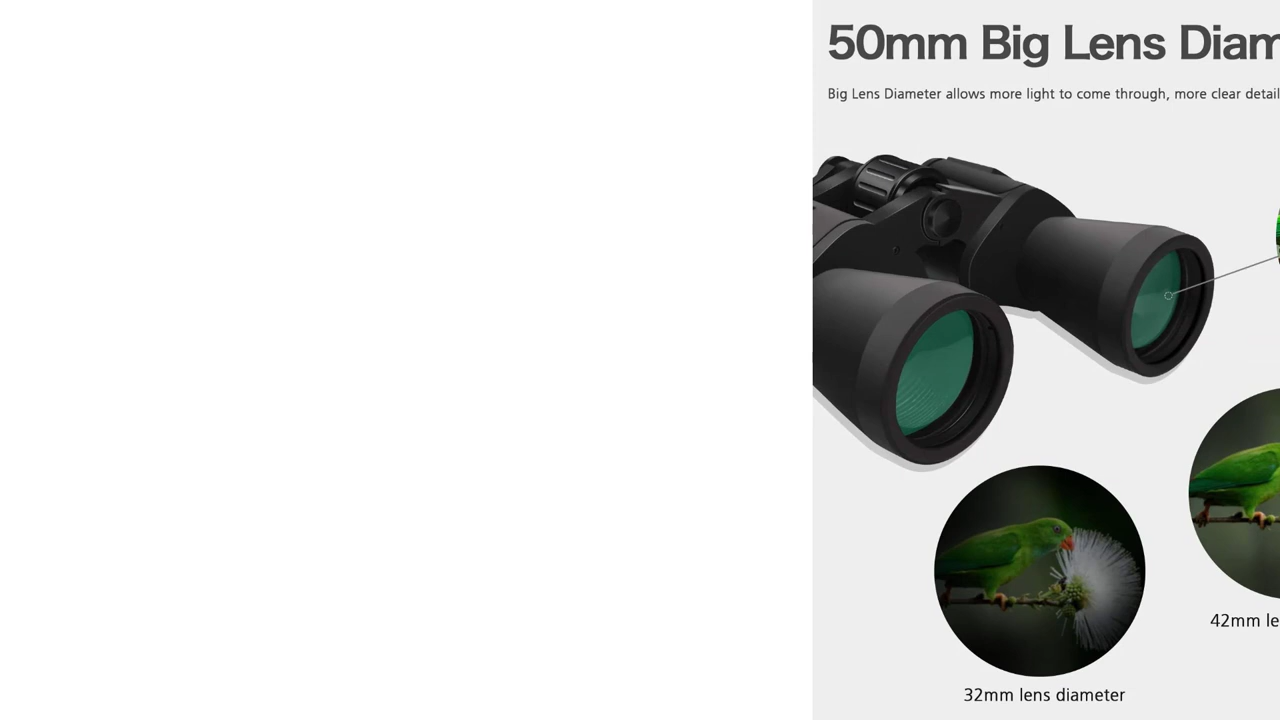 50mm Big Lens Diam
Big Lens Diameter allows more light to come through, more clear detail
42mm le
32mm lens diameter